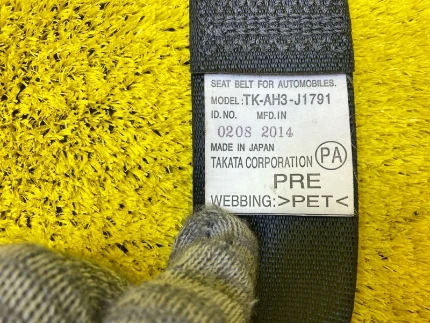 SEAT BELT FOR AUTOMOBILES.
MODEL: TK-AH3-J1791
ID.NO. MFD.IN
0208 2014
MADE IN JAPAN
TAKATA CORPORATION PA
PRE
WEBBING: >PET<